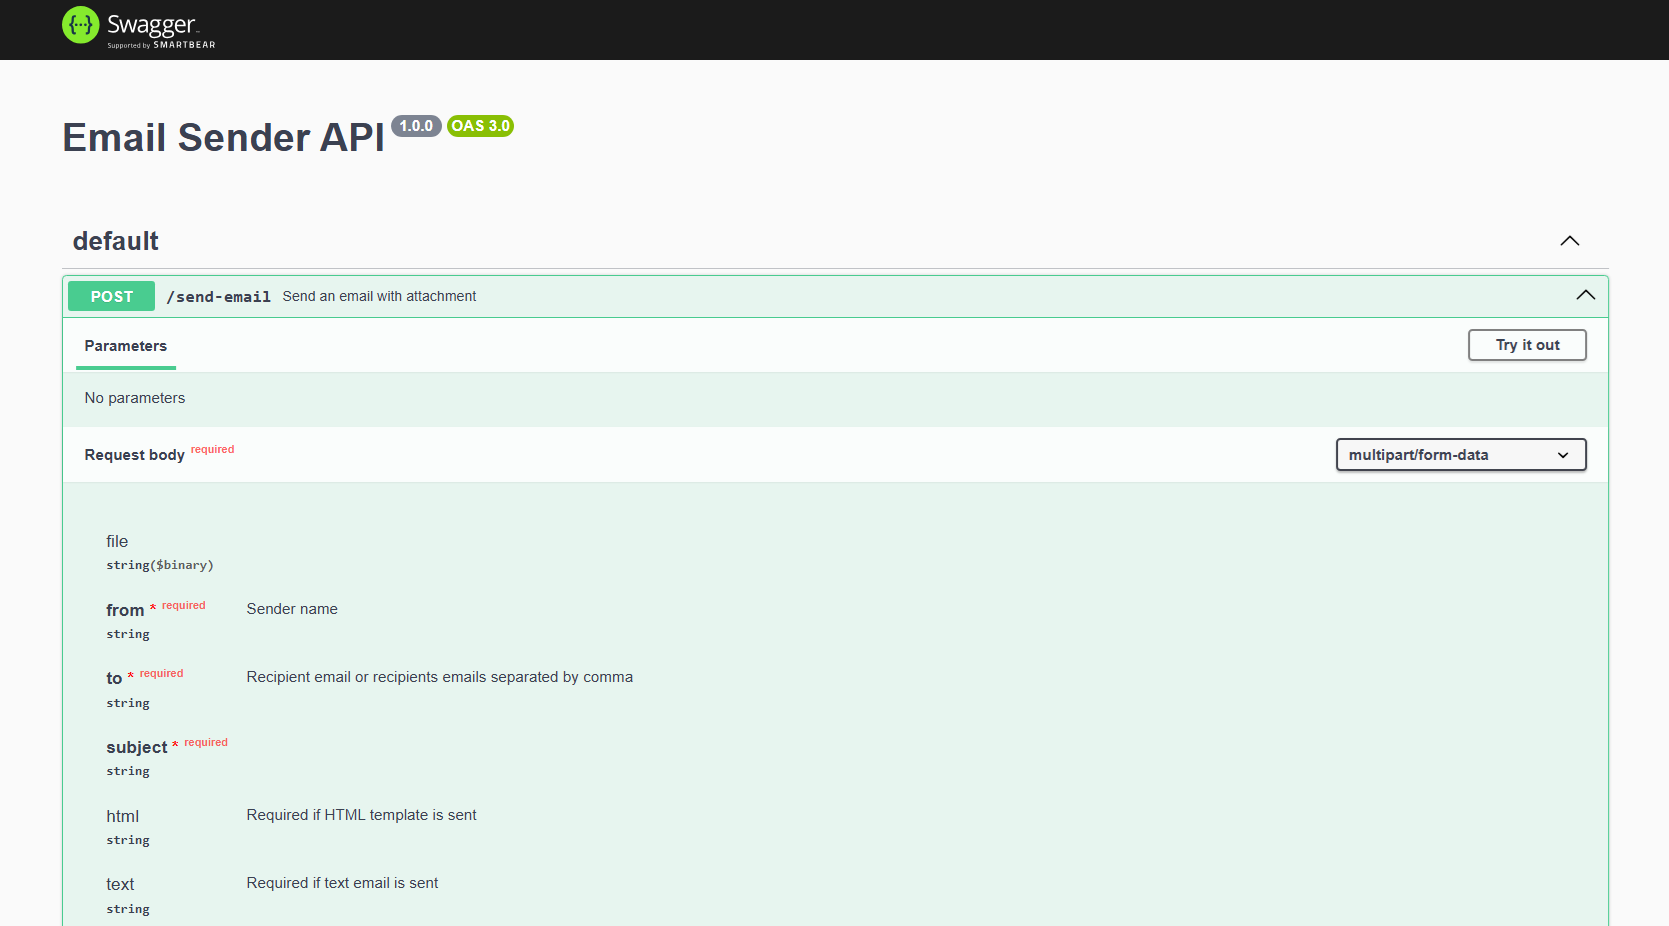 {···} Swagger
Supported by SMARTBEAR
Email Sender API 1.0.0 OAS 3.0
default
POST /send-email Send an email with attachment
Parameters Try it out
No parameters
Request body required multipart/form-data
file
string($binary)
from * required Sender name
string
to * required Recipient email or recipients emails separated by comma
string
subject * required
string
html Required if HTML template is sent
string
text Required if text email is sent
string